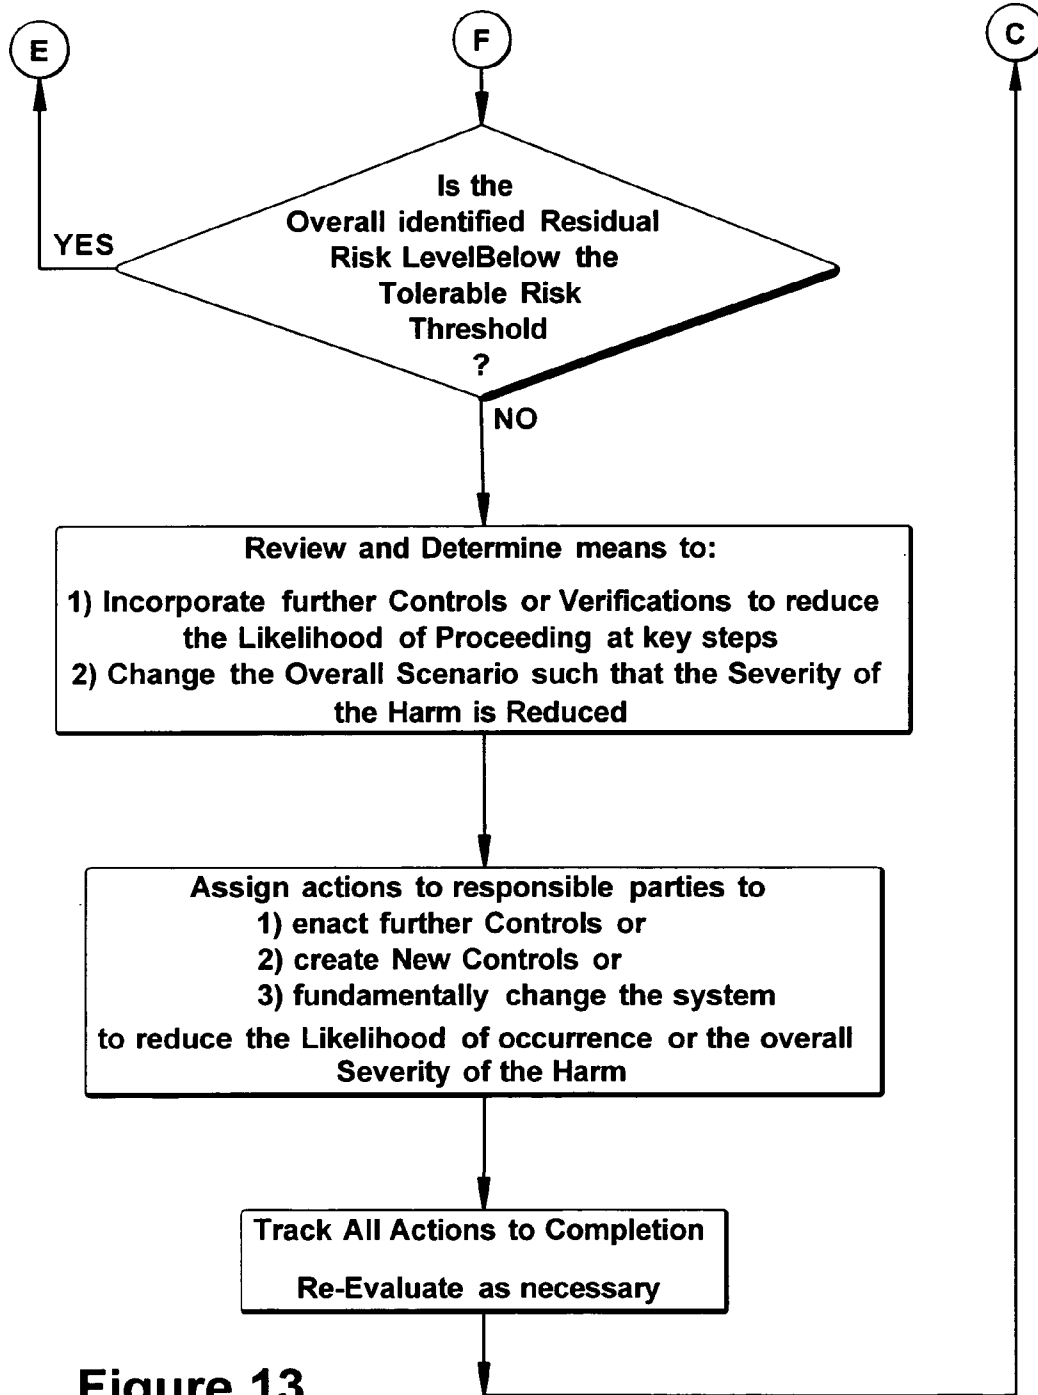 E
F
C
Is the
Overall identified Residual
Risk LevelBelow the
Tolerable Risk
Threshold
?
YES
NO
Review and Determine means to:
1) Incorporate further Controls or Verifications to reduce
the Likelihood of Proceeding at key steps
2) Change the Overall Scenario such that the Severity of
the Harm is Reduced
Assign actions to responsible parties to
1) enact further Controls or
2) create New Controls or
3) fundamentally change the system
to reduce the Likelihood of occurrence or the overall
Severity of the Harm
Track All Actions to Completion
Re-Evaluate as necessary
Figure 13